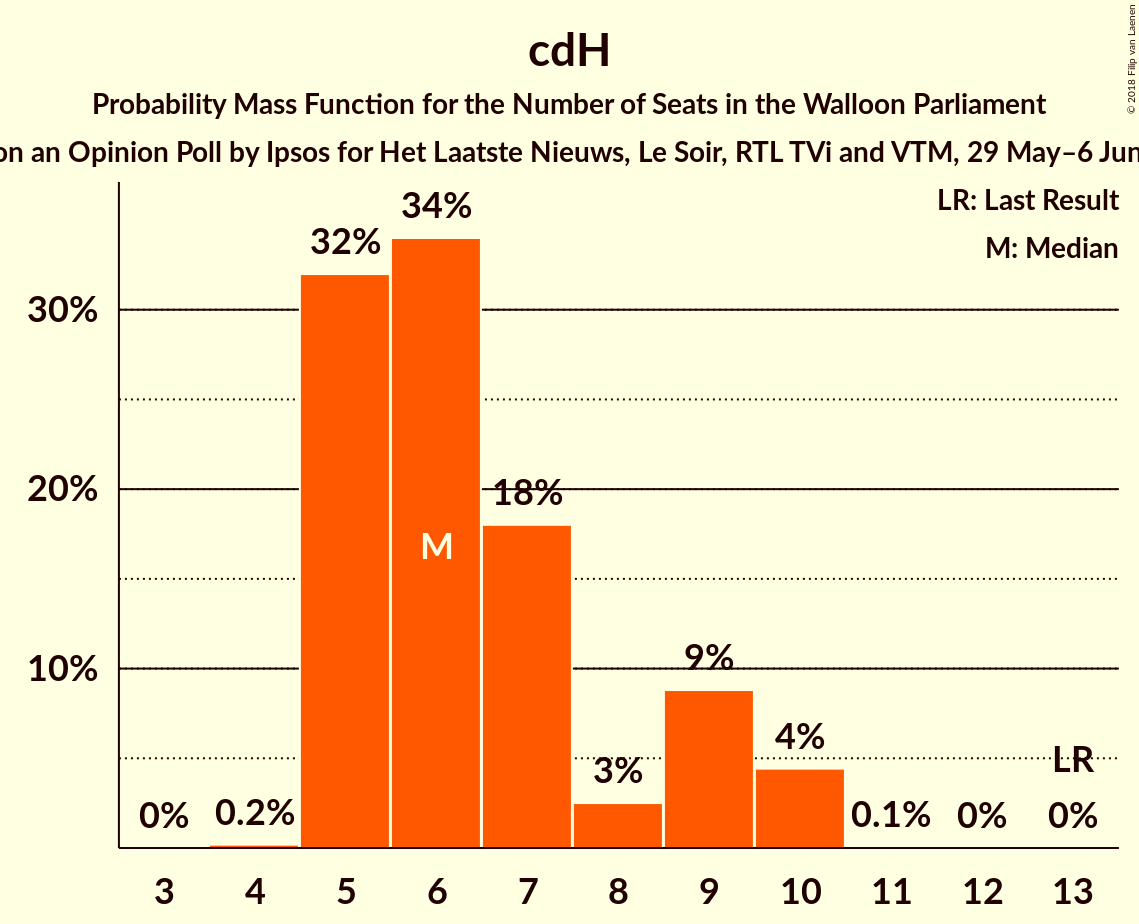 cdH
Probability Mass Function for the Number of Seats in the Walloon Parliament
on an Opinion Poll by Ipsos for Het Laatste Nieuws, Le Soir, RTL TVi and VTM, 29 May–6 Jun
© 2018 Filip van Laenen
LR: Last Result
M: Median
34%
32%
30%
20%
18%
M
10%
9%
4%
3%
LR
0%
0.2%
0.1%
0%
0%
3 4 5 6 7 8 9 10 11 12 13